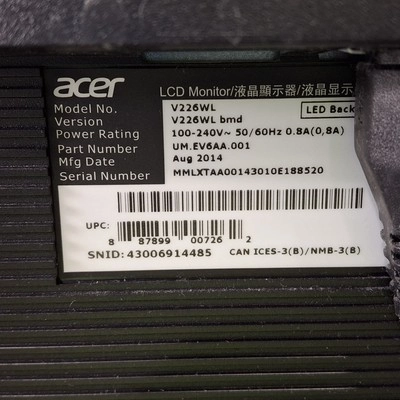 acer LCD Monitor/液晶顯示器/液晶显示
Model No. V226WL LED Back
Version V226WL bmd
Power Rating 100-240V~ 50/60Hz 0.8A(0,8A)
Part Number UM.EV6AA.001
Mfg Date Aug 2014
Serial Number MMLXTAA00143010E188520
UPC: 8 87899 00726 2
SNID: 43006914485 CAN ICES-3(B)/NMB-3(B)